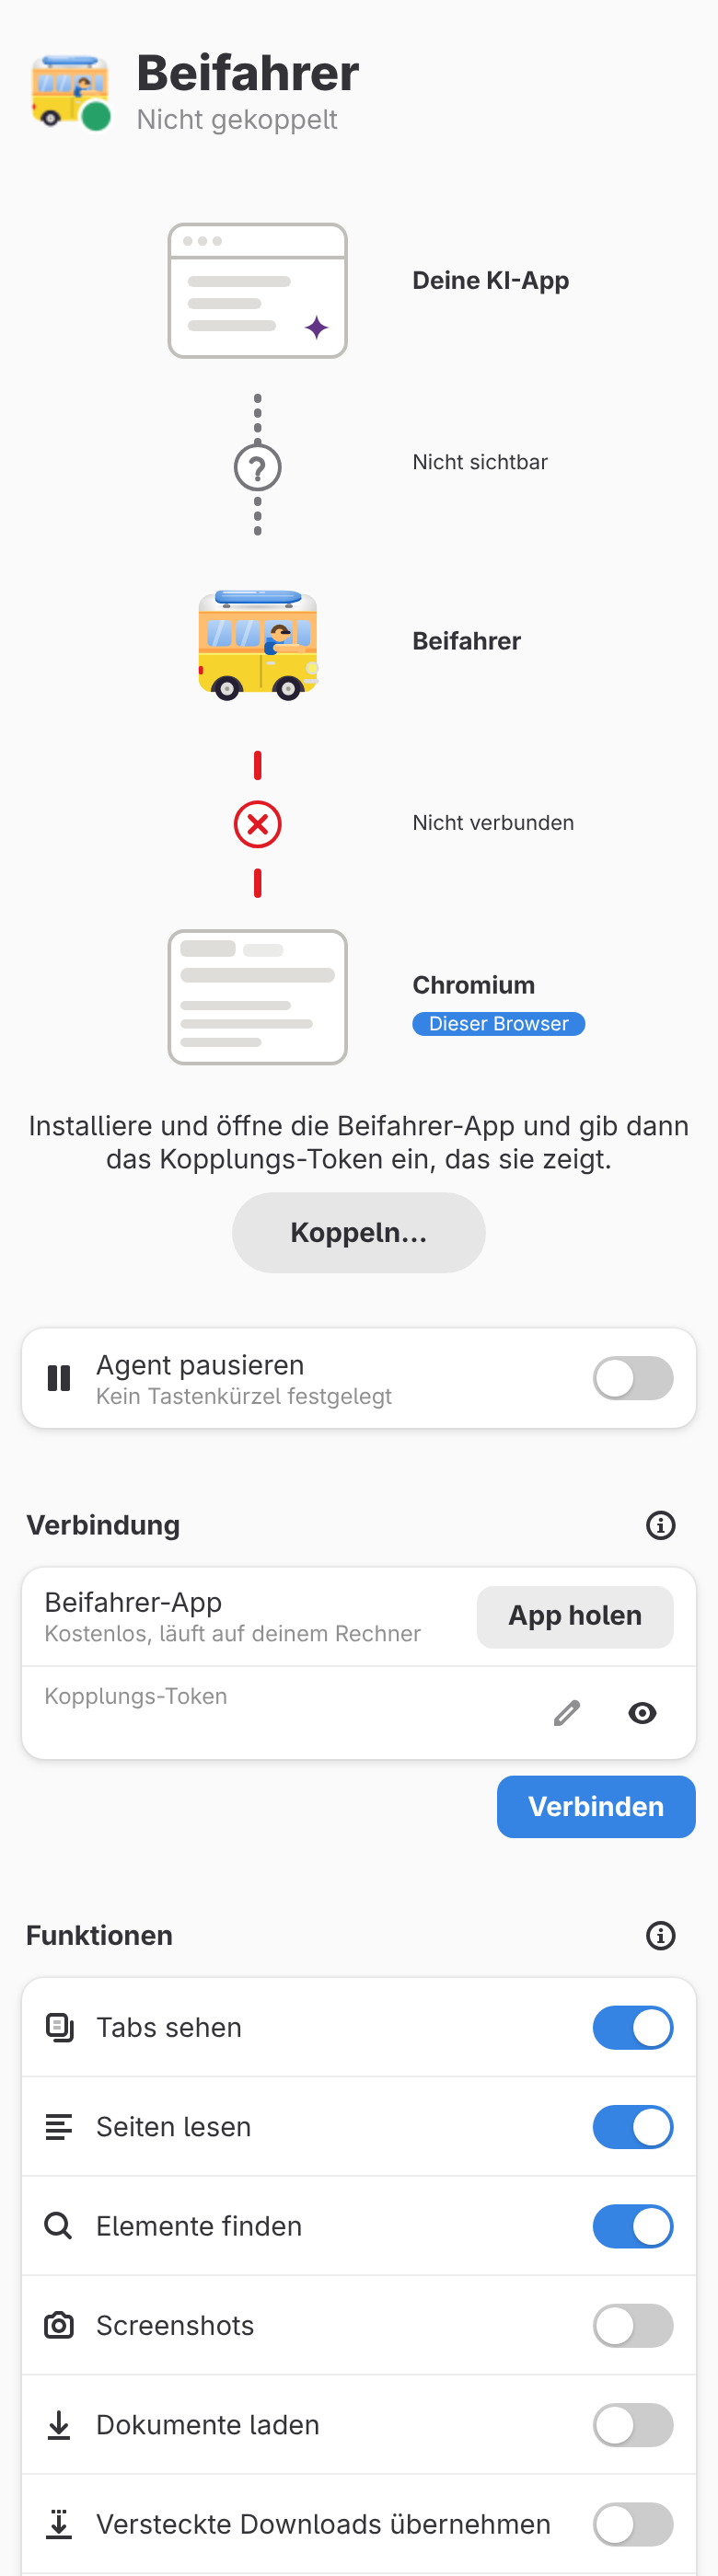 Beifahrer
Nicht gekoppelt
Deine KI-App
?
Nicht sichtbar
Beifahrer
Nicht verbunden
Chromium
Dieser Browser
Installiere und öffne die Beifahrer-App und gib dann
das Kopplungs-Token ein, das sie zeigt.
Koppeln...
Agent pausieren
Kein Tastenkürzel festgelegt
Verbindung
Beifahrer-App
Kostenlos, läuft auf deinem Rechner
App holen
Kopplungs-Token
Verbinden
Funktionen
Tabs sehen
Seiten lesen
Elemente finden
Screenshots
Dokumente laden
Versteckte Downloads übernehmen